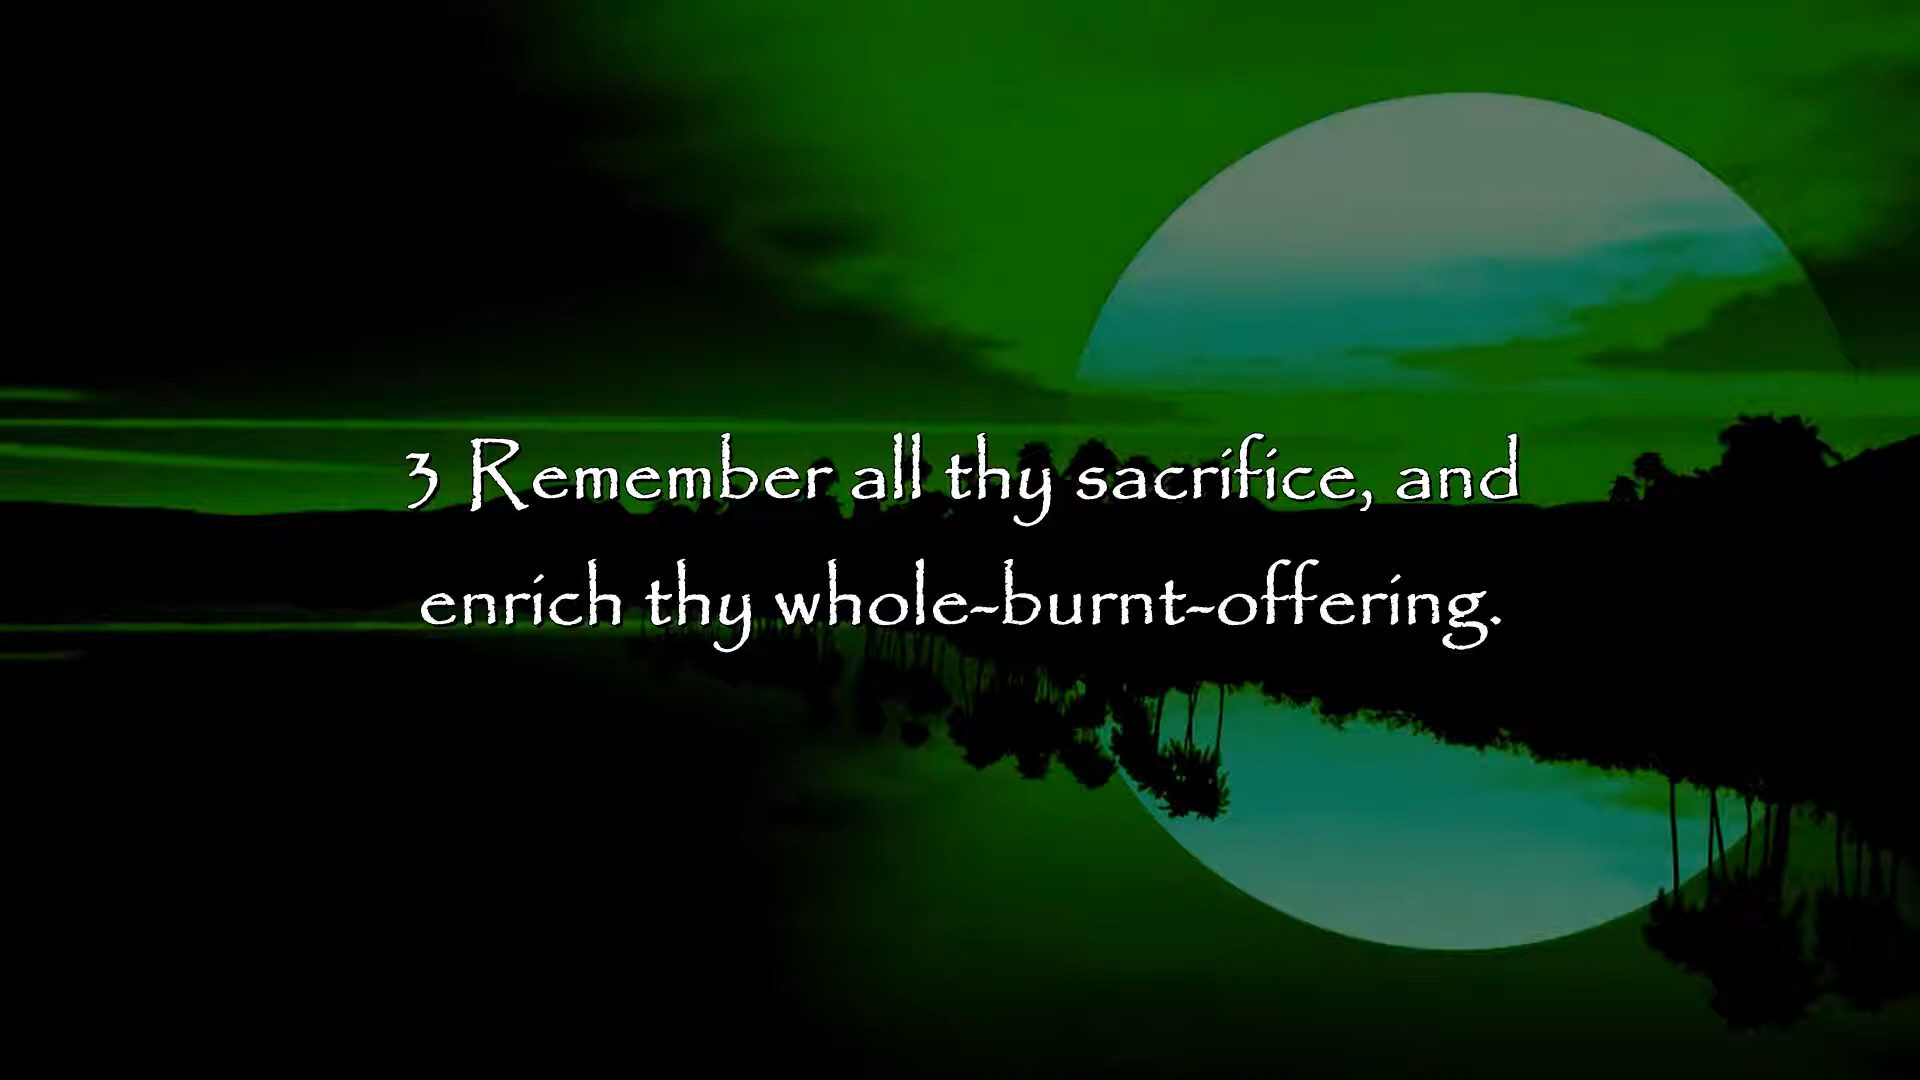 3 Remember all thy sacrifice, and
enrich thy whole-burnt-offering.